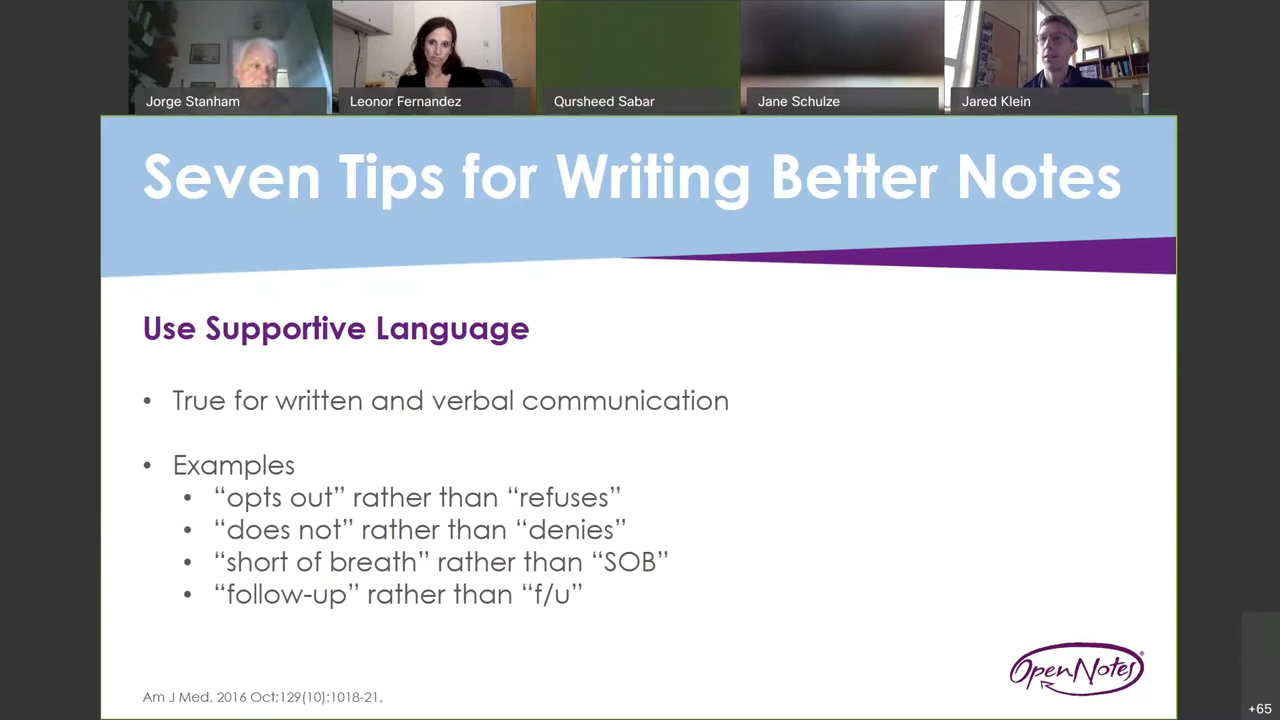 Jorge Stanham
Leonor Fernandez
Qursheed Sabar
Jane Schulze
Jared Klein
Seven Tips for Writing Better Notes
Use Supportive Language
• True for written and verbal communication
• Examples
• “opts out” rather than “refuses”
• “does not” rather than “denies”
• “short of breath” rather than “SOB”
• “follow-up” rather than “f/u”
OpenNotes®
Am J Med. 2016 Oct;129(10):1018-21.
+65